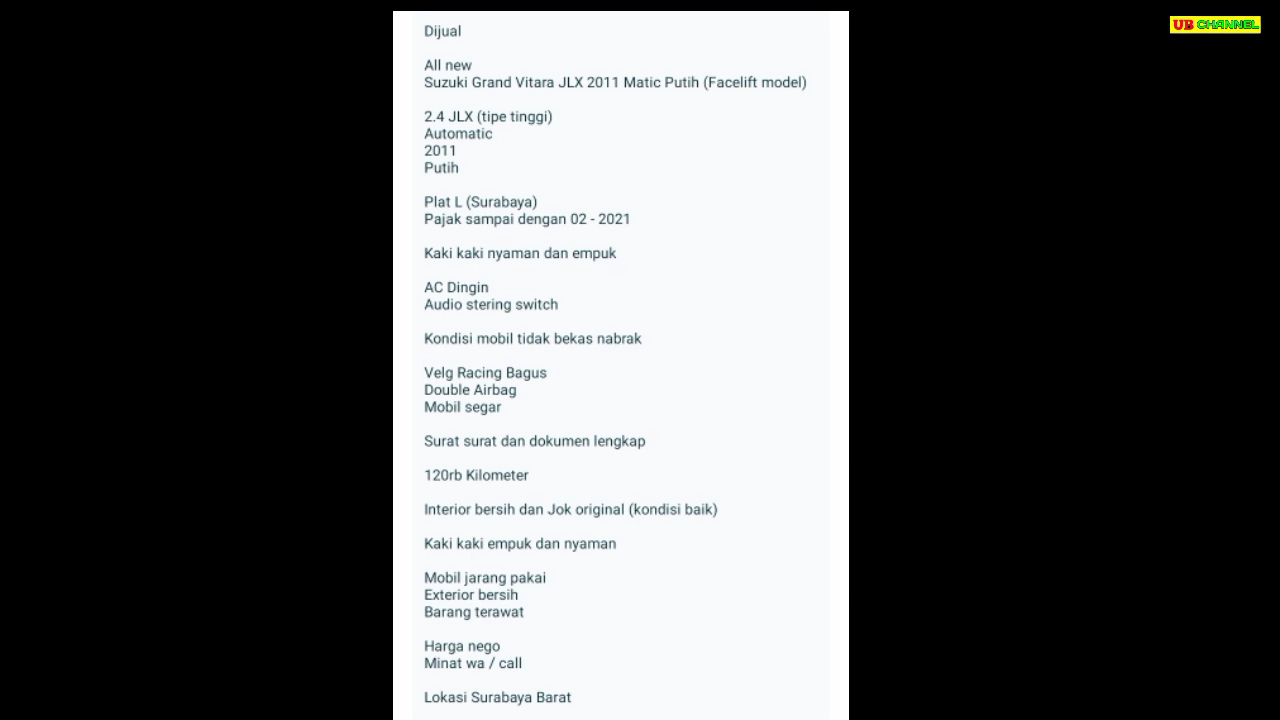 Dijual
All new
Suzuki Grand Vitara JLX 2011 Matic Putih (Facelift model)
2.4 JLX (tipe tinggi)
Automatic
2011
Putih
Plat L (Surabaya)
Pajak sampai dengan 02 - 2021
Kaki kaki nyaman dan empuk
AC Dingin
Audio stering switch
Kondisi mobil tidak bekas nabrak
Velg Racing Bagus
Double Airbag
Mobil segar
Surat surat dan dokumen lengkap
120rb Kilometer
Interior bersih dan Jok original (kondisi baik)
Kaki kaki empuk dan nyaman
Mobil jarang pakai
Exterior bersih
Barang terawat
Harga nego
Minat wa / call
Lokasi Surabaya Barat
UB CHANNEL